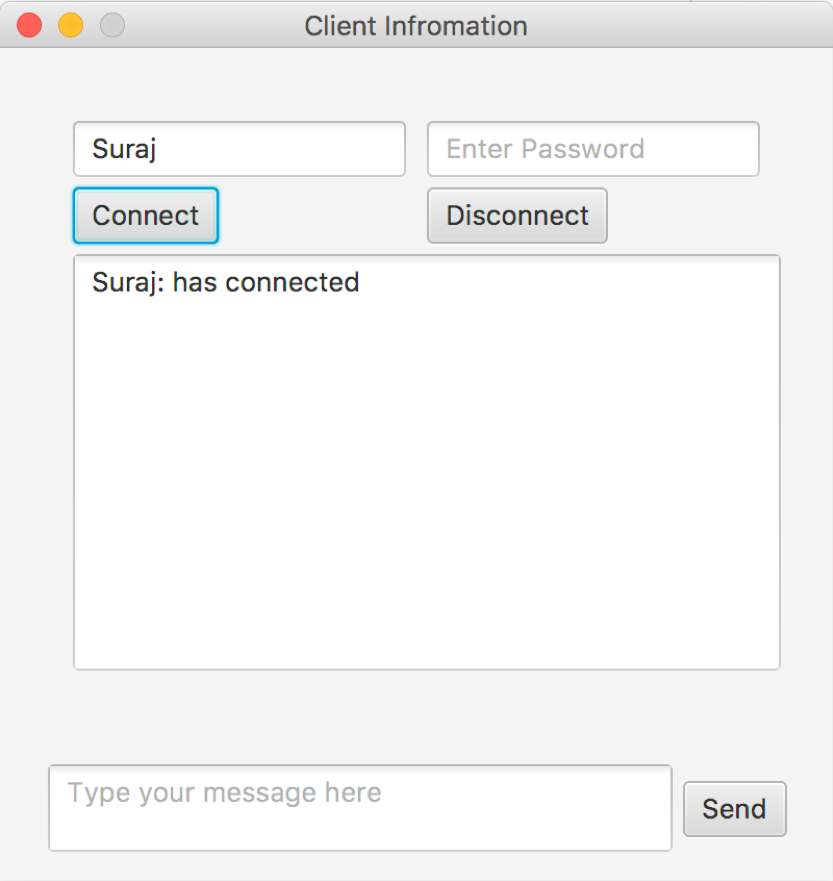 Client Infromation
Suraj
Enter Password
Connect
Disconnect
Suraj: has connected
Type your message here
Send